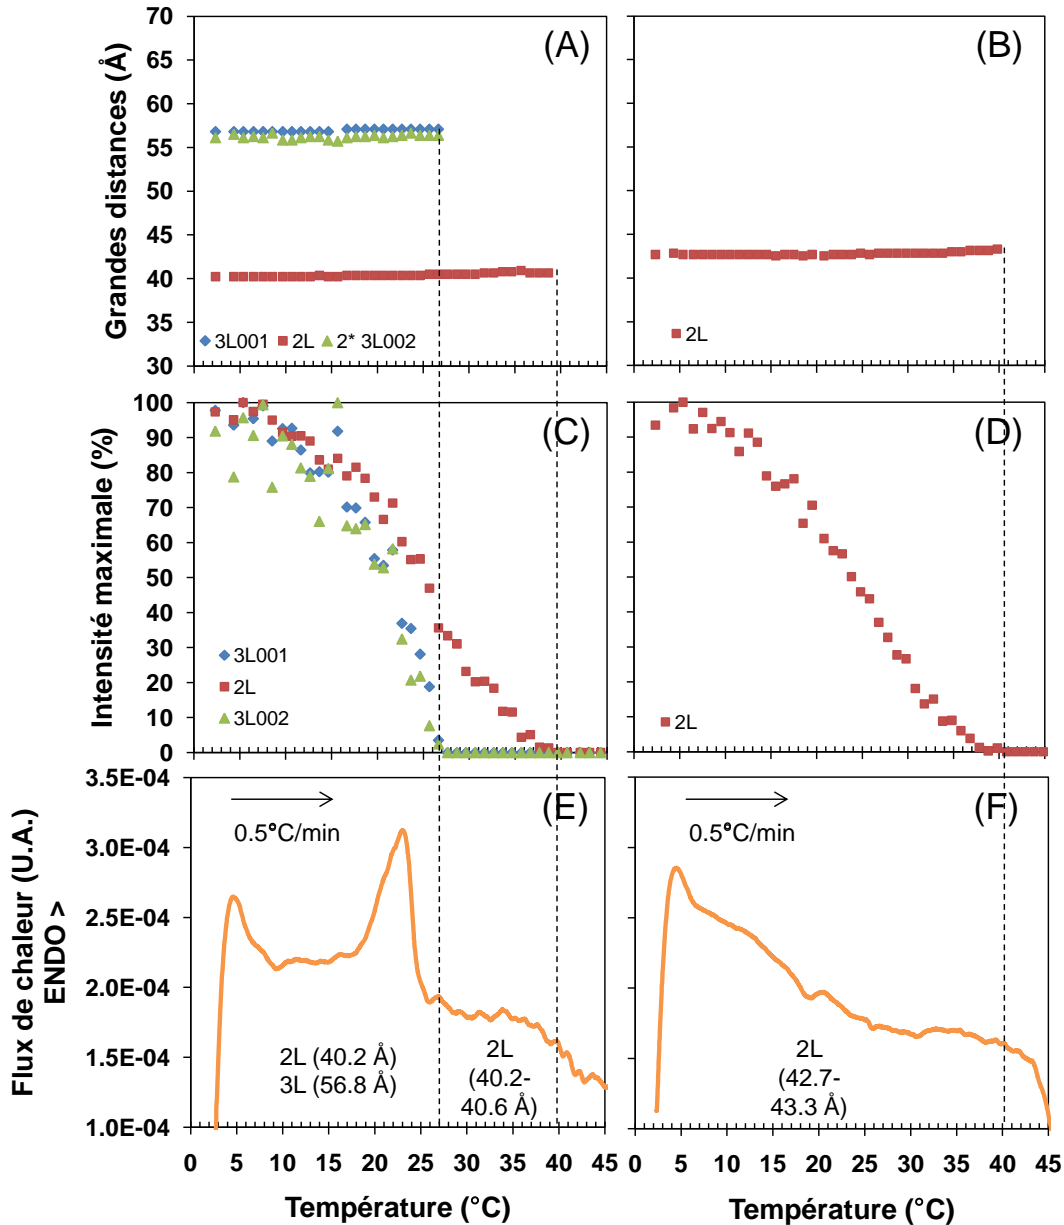 70
65
60
55
50
45
40
35
30
Grandes distances (Å)
(A)
3L001 2L 2* 3L002
(B)
2L
100
90
80
70
60
50
40
30
20
10
0
Intensité maximale (%)
(C)
3L001
2L
3L002
(D)
2L
3.5E-04
3.0E-04
2.5E-04
2.0E-04
1.5E-04
1.0E-04
Flux de chaleur (U.A.)
ENDO >
(E)
0.5°C/min
2L (40.2 Å)
3L (56.8 Å)
2L
(40.2-
40.6 Å)
(F)
0.5°C/min
2L
(42.7-
43.3 Å)
0 5 10 15 20 25 30 35 40 45
Température (°C)
0 5 10 15 20 25 30 35 40 45
Température (°C)